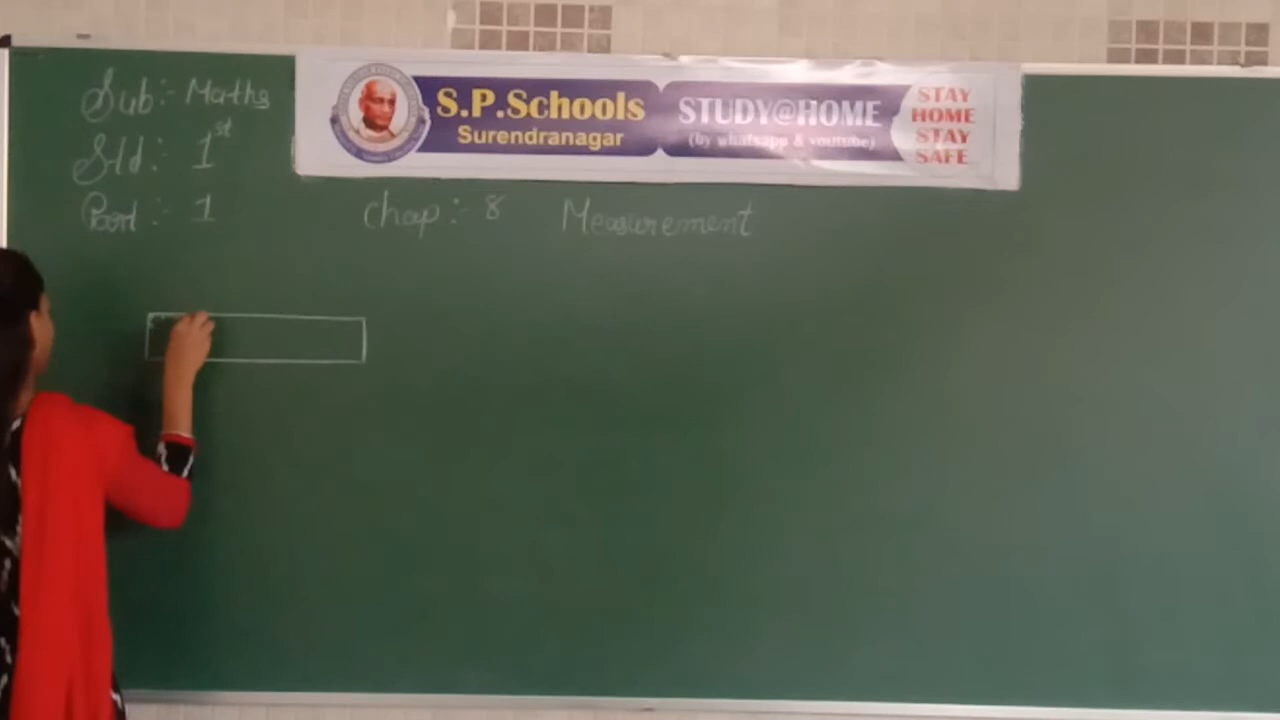 Sub:- Maths
Std:- 1st
Part:- 1
Chap:- 8 Measurement
S.P.Schools
Surendranagar
STUDY@HOME
(by whatsapp & youtube)
STAY
HOME
STAY
SAFE